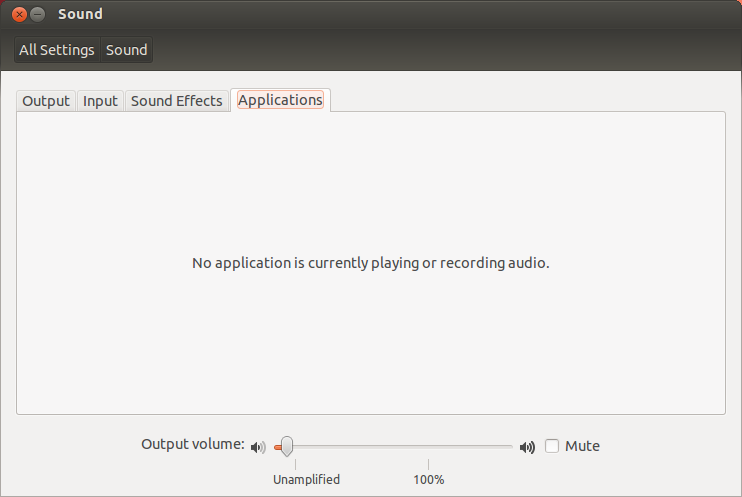 Sound
All Settings Sound
Output Input Sound Effects Applications
No application is currently playing or recording audio.
Output volume: Mute
Unamplified 100%